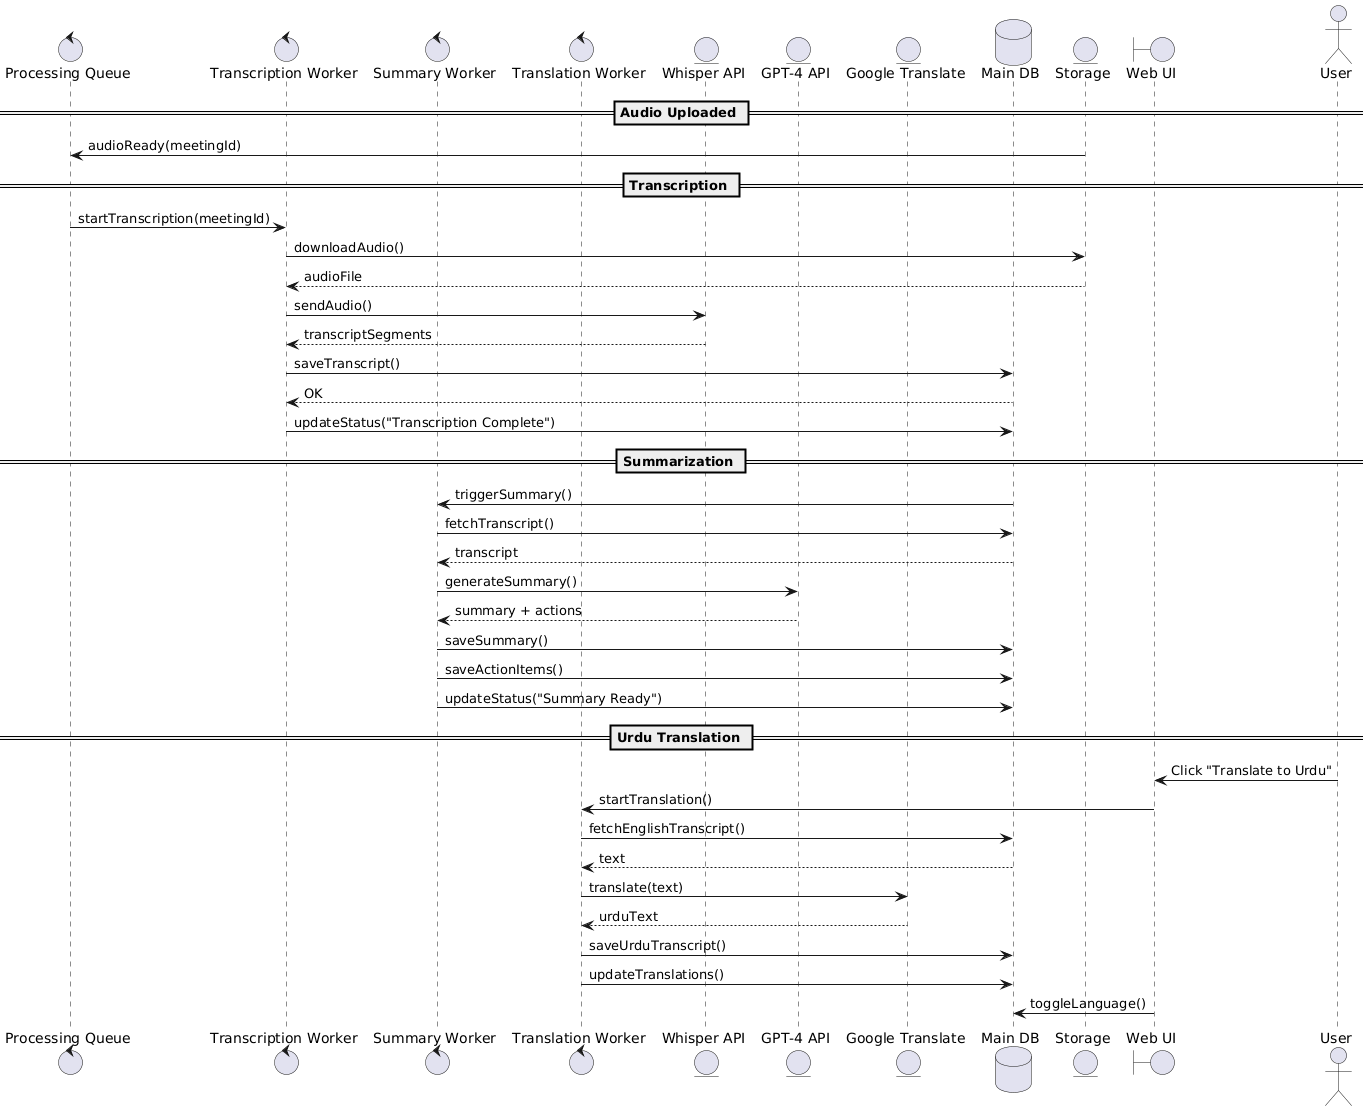 Processing Queue
Transcription Worker
Summary Worker
Translation Worker
Whisper API
GPT-4 API
Google Translate
Main DB
Storage
Web UI
User
Audio Uploaded
audioReady(meetingId)
Transcription
startTranscription(meetingId)
downloadAudio()
audioFile
sendAudio()
transcriptSegments
saveTranscript()
OK
updateStatus("Transcription Complete")
Summarization
triggerSummary()
fetchTranscript()
transcript
generateSummary()
summary + actions
saveSummary()
saveActionItems()
updateStatus("Summary Ready")
Urdu Translation
Click "Translate to Urdu"
startTranslation()
fetchEnglishTranscript()
text
translate(text)
urduText
saveUrduTranscript()
updateTranslations()
toggleLanguage()
Processing Queue
Transcription Worker
Summary Worker
Translation Worker
Whisper API
GPT-4 API
Google Translate
Main DB
Storage
Web UI
User